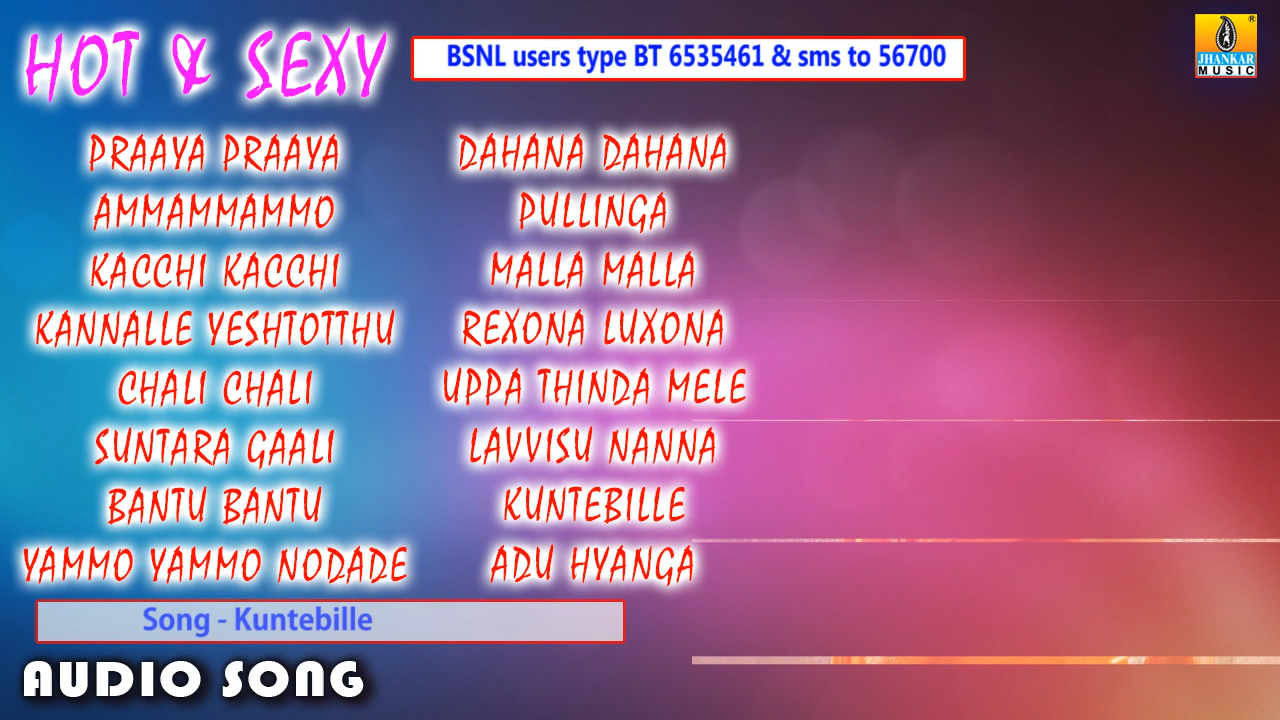 HOT & SEXY
BSNL users type BT 6535461 & sms to 56700
JHANKAR
MUSIC
®
PRAAYA PRAAYA
AMMAMMAMMO
KACCHI KACCHI
KANNALLE YESHTOTTHU
CHALI CHALI
SUNTARA GAALI
BANTU BANTU
YAMMO YAMMO NODADE
DAHANA DAHANA
PULLINGA
MALLA MALLA
REXONA LUXONA
UPPA THINDA MELE
LAVVISU NANNA
KUNTEBILLE
ADU HYANGA
Song - Kuntebille
AUDIO SONG